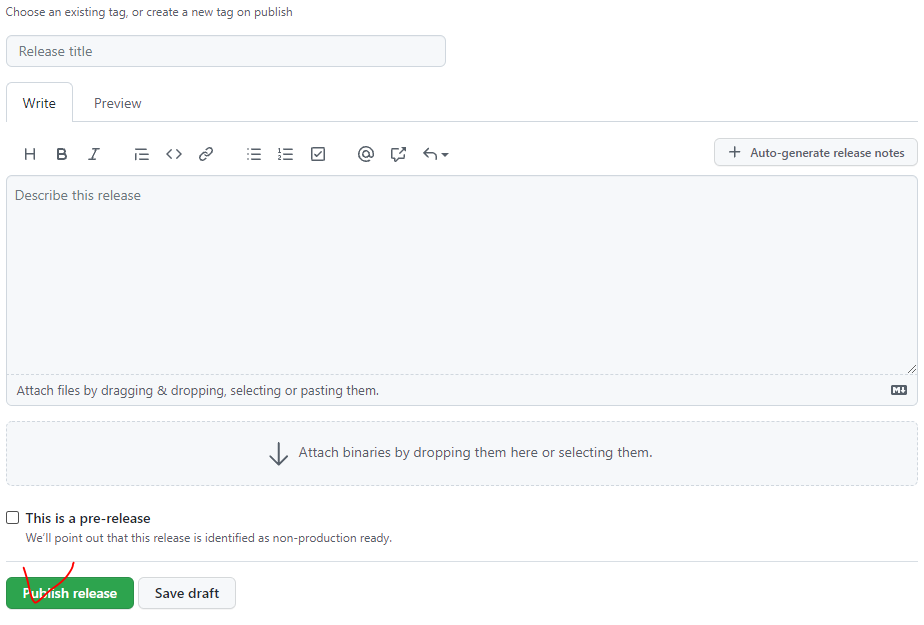 Choose an existing tag, or create a new tag on publish
Release title
Write Preview
H B I @ Auto-generate release notes
Describe this release
Attach files by dragging & dropping, selecting or pasting them.
Attach binaries by dropping them here or selecting them.
This is a pre-release
We'll point out that this release is identified as non-production ready.
Publish release Save draft